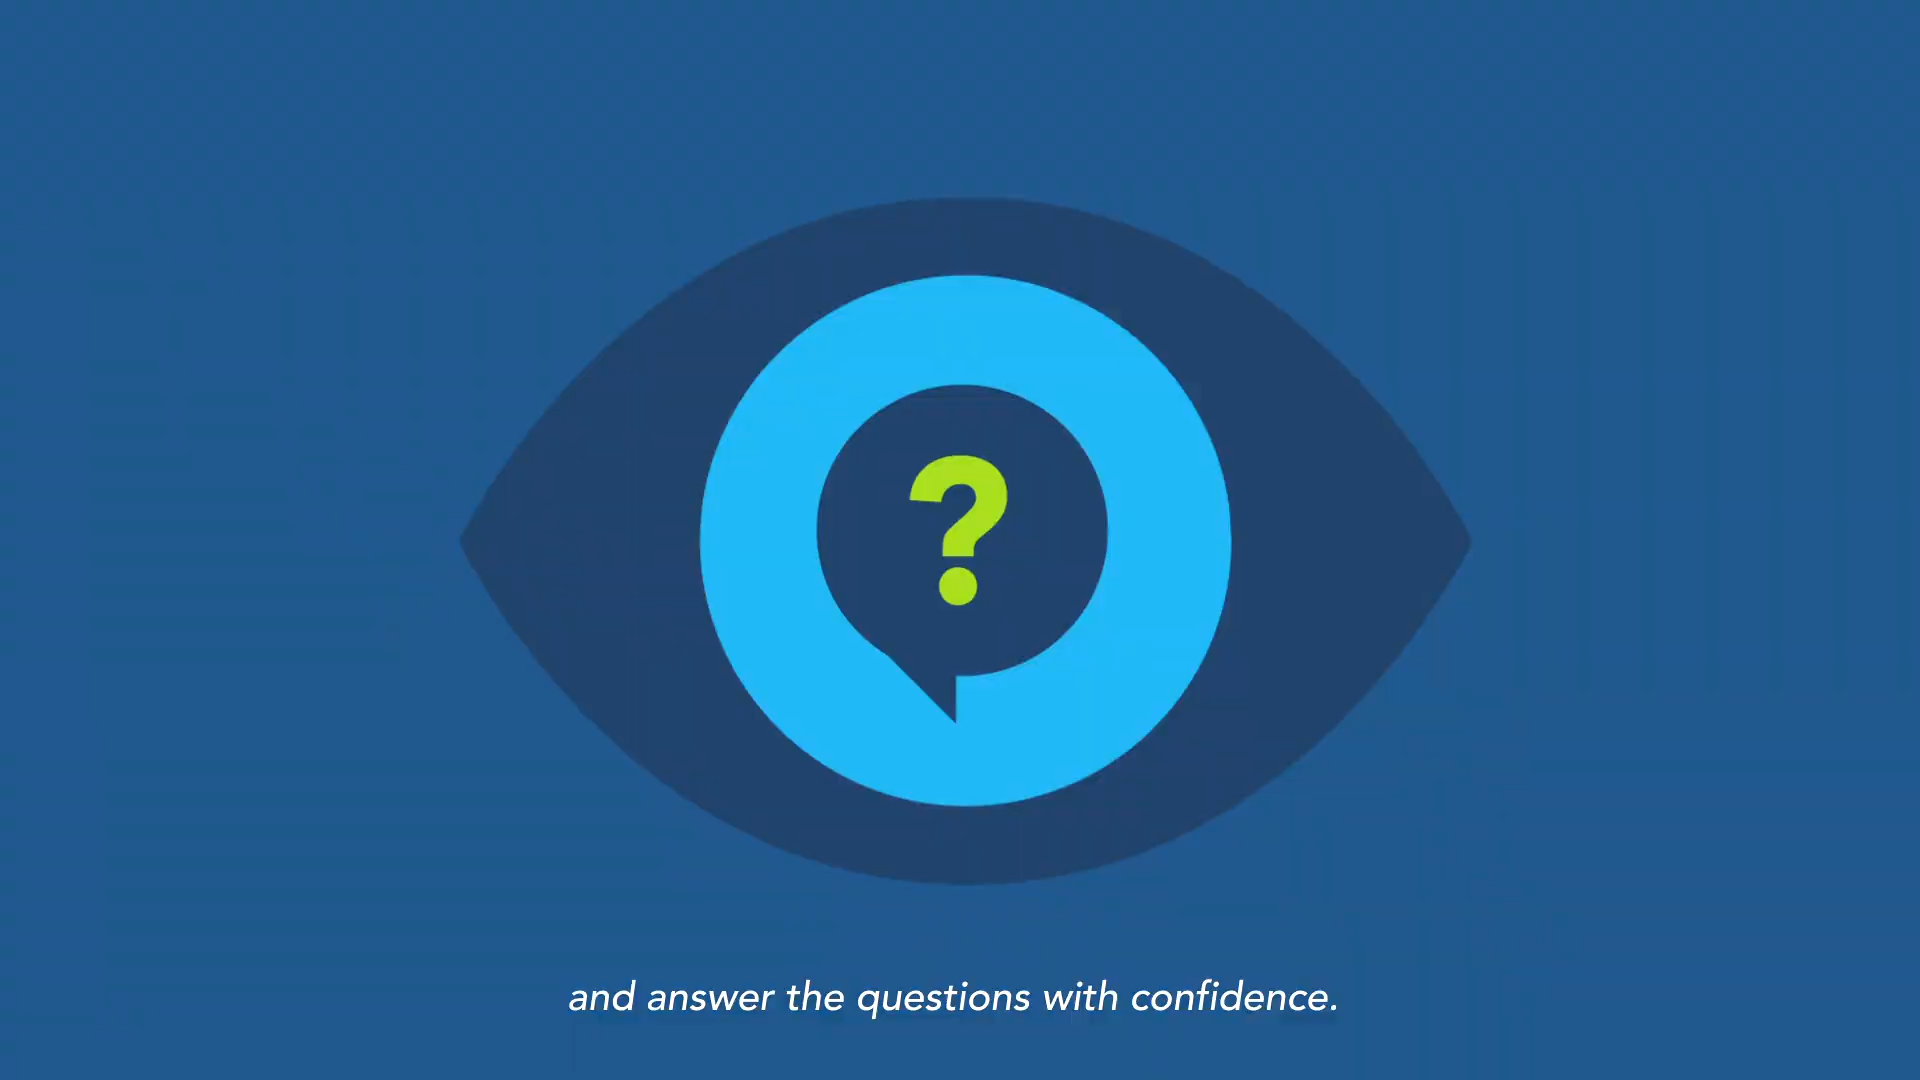 ?
and answer the questions with confidence.